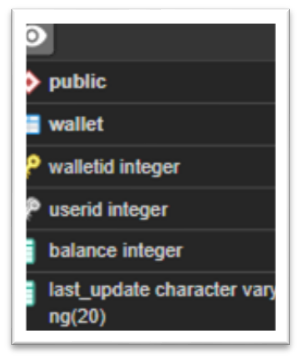 public
wallet
walletid integer
userid integer
balance integer
last_update character vary
ng(20)